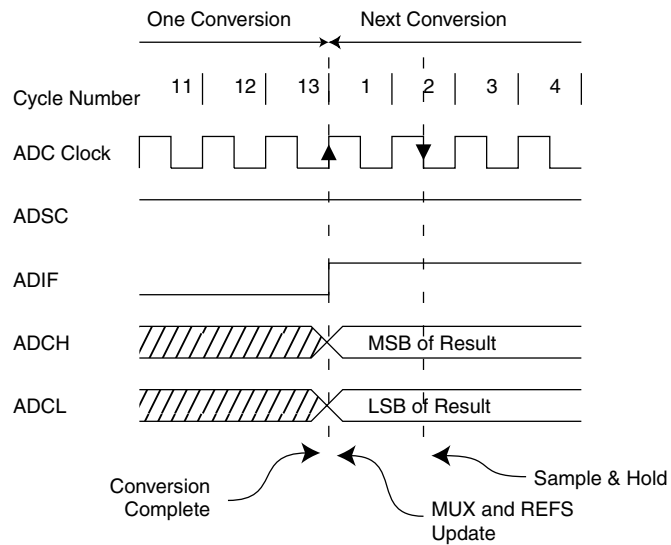 One Conversion Next Conversion
Cycle Number 11 12 13 1 2 3 4
ADC Clock
ADSC
ADIF
ADCH MSB of Result
ADCL LSB of Result
Sample & Hold
Conversion
Complete
MUX and REFS
Update